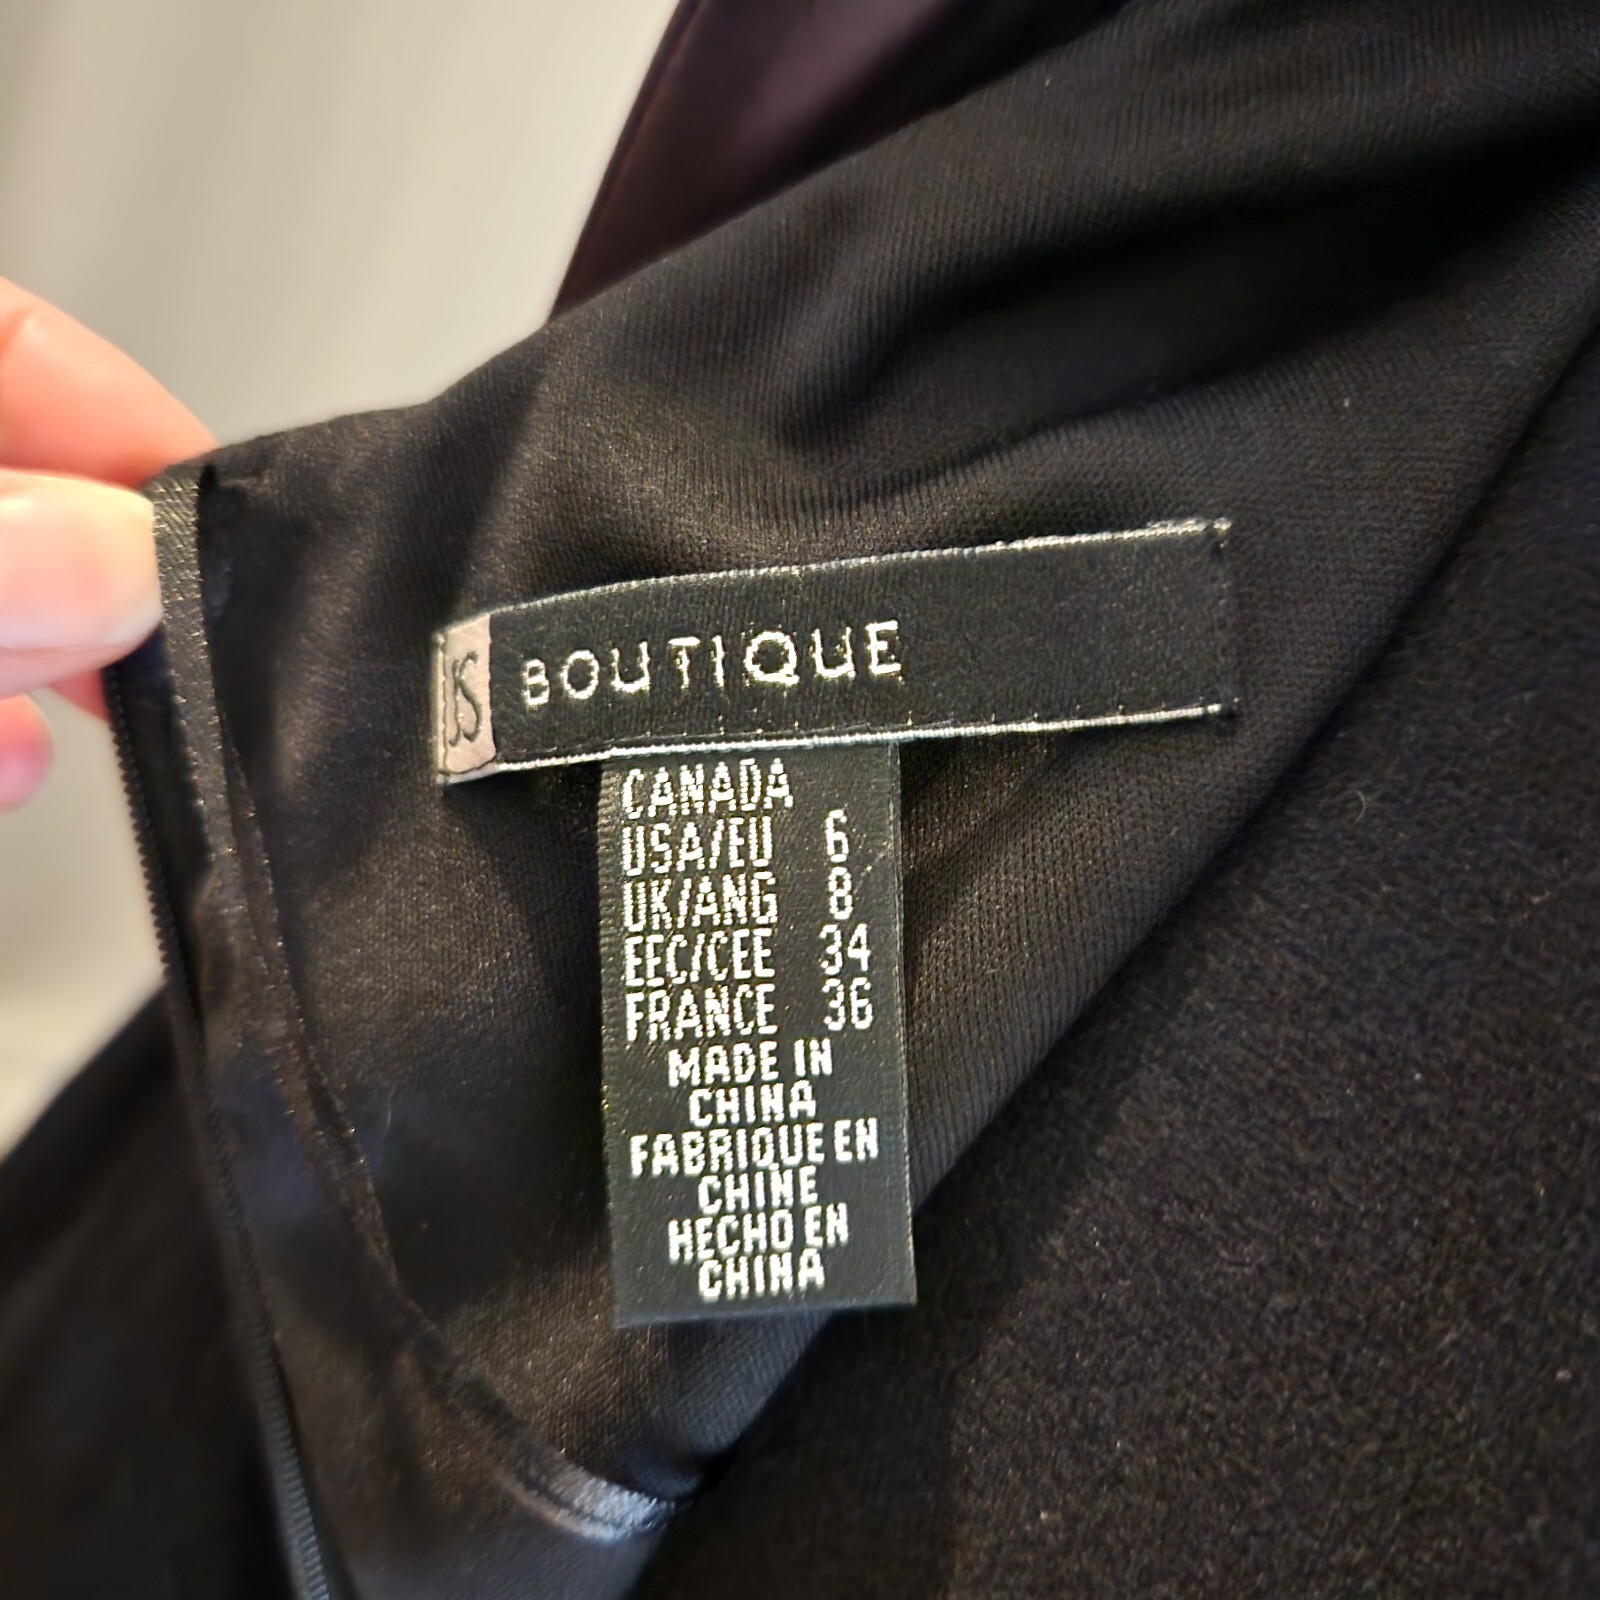 JS BOUTIQUE
CANADA
USA/EU 6
UK/ANG 8
EEC/CEE 34
FRANCE 36
MADE IN
CHINA
FABRIQUE EN
CHINE
HECHO EN
CHINA